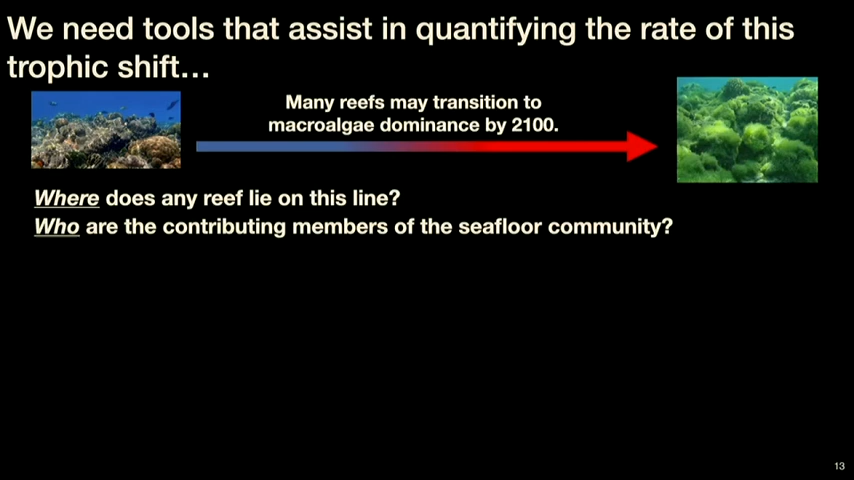 We need tools that assist in quantifying the rate of this
trophic shift…
Many reefs may transition to
macroalgae dominance by 2100.
Where does any reef lie on this line?
Who are the contributing members of the seafloor community?
13